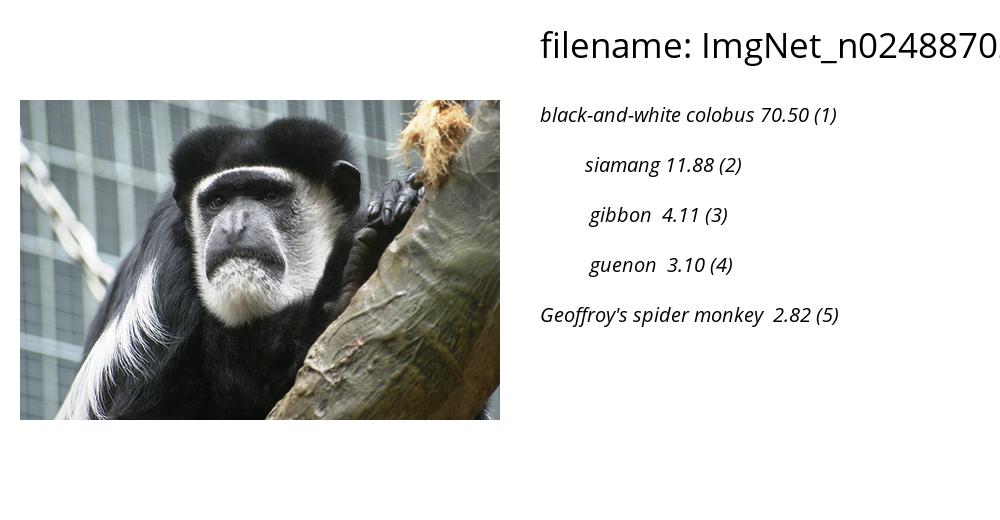 filename: ImgNet_n0248870
black-and-white colobus 70.50 (1)
siamang 11.88 (2)
gibbon 4.11 (3)
guenon 3.10 (4)
Geoffroy's spider monkey 2.82 (5)